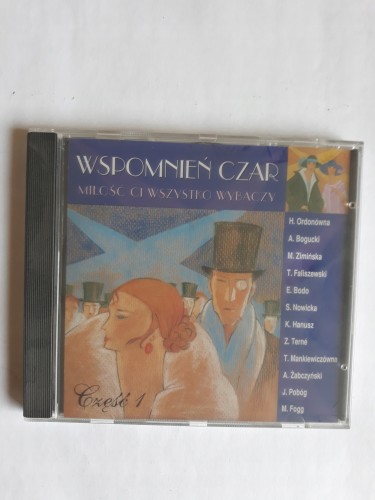 WSPOMNIEŃ CZAR
MIŁOŚĆ CI WSZYSTKO WYBACZY
H. Ordonówna
A. Bogucki
M. Zimińska
T. Faliszewski
E. Bodo
S. Nowicka
K. Hanusz
Z. Terné
T. Mankiewiczówna
A. Żabczyński
J. Pobóg
M. Fogg
Część 1